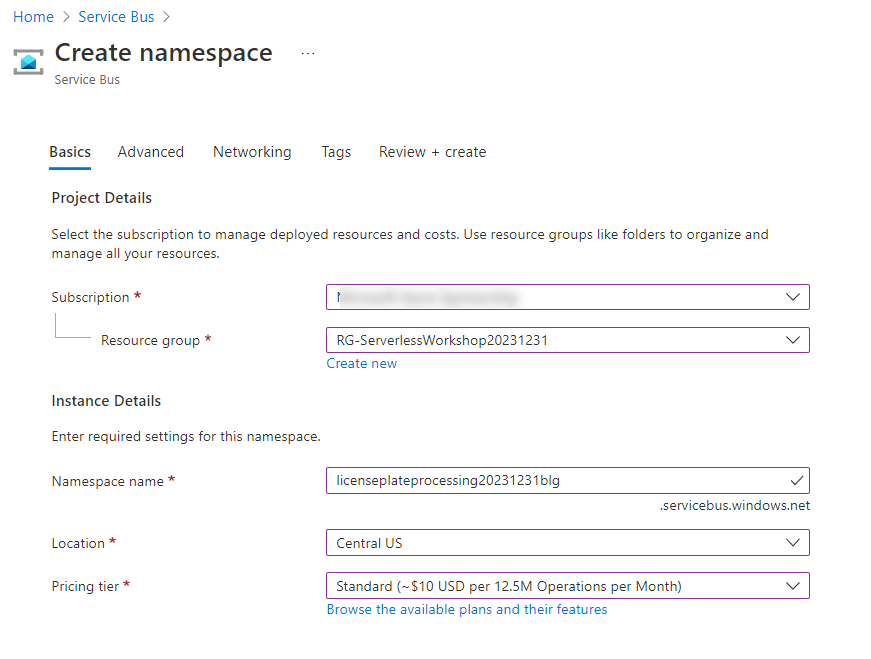 Home > Service Bus >
Create namespace ...
Service Bus
Basics Advanced Networking Tags Review + create
Project Details
Select the subscription to manage deployed resources and costs. Use resource groups like folders to organize and
manage all your resources.
Subscription *
Resource group * RG-ServerlessWorkshop20231231
Create new
Instance Details
Enter required settings for this namespace.
Namespace name * licenseplateprocessing20231231blg
.servicebus.windows.net
Location * Central US
Pricing tier * Standard (~$10 USD per 12.5M Operations per Month)
Browse the available plans and their features